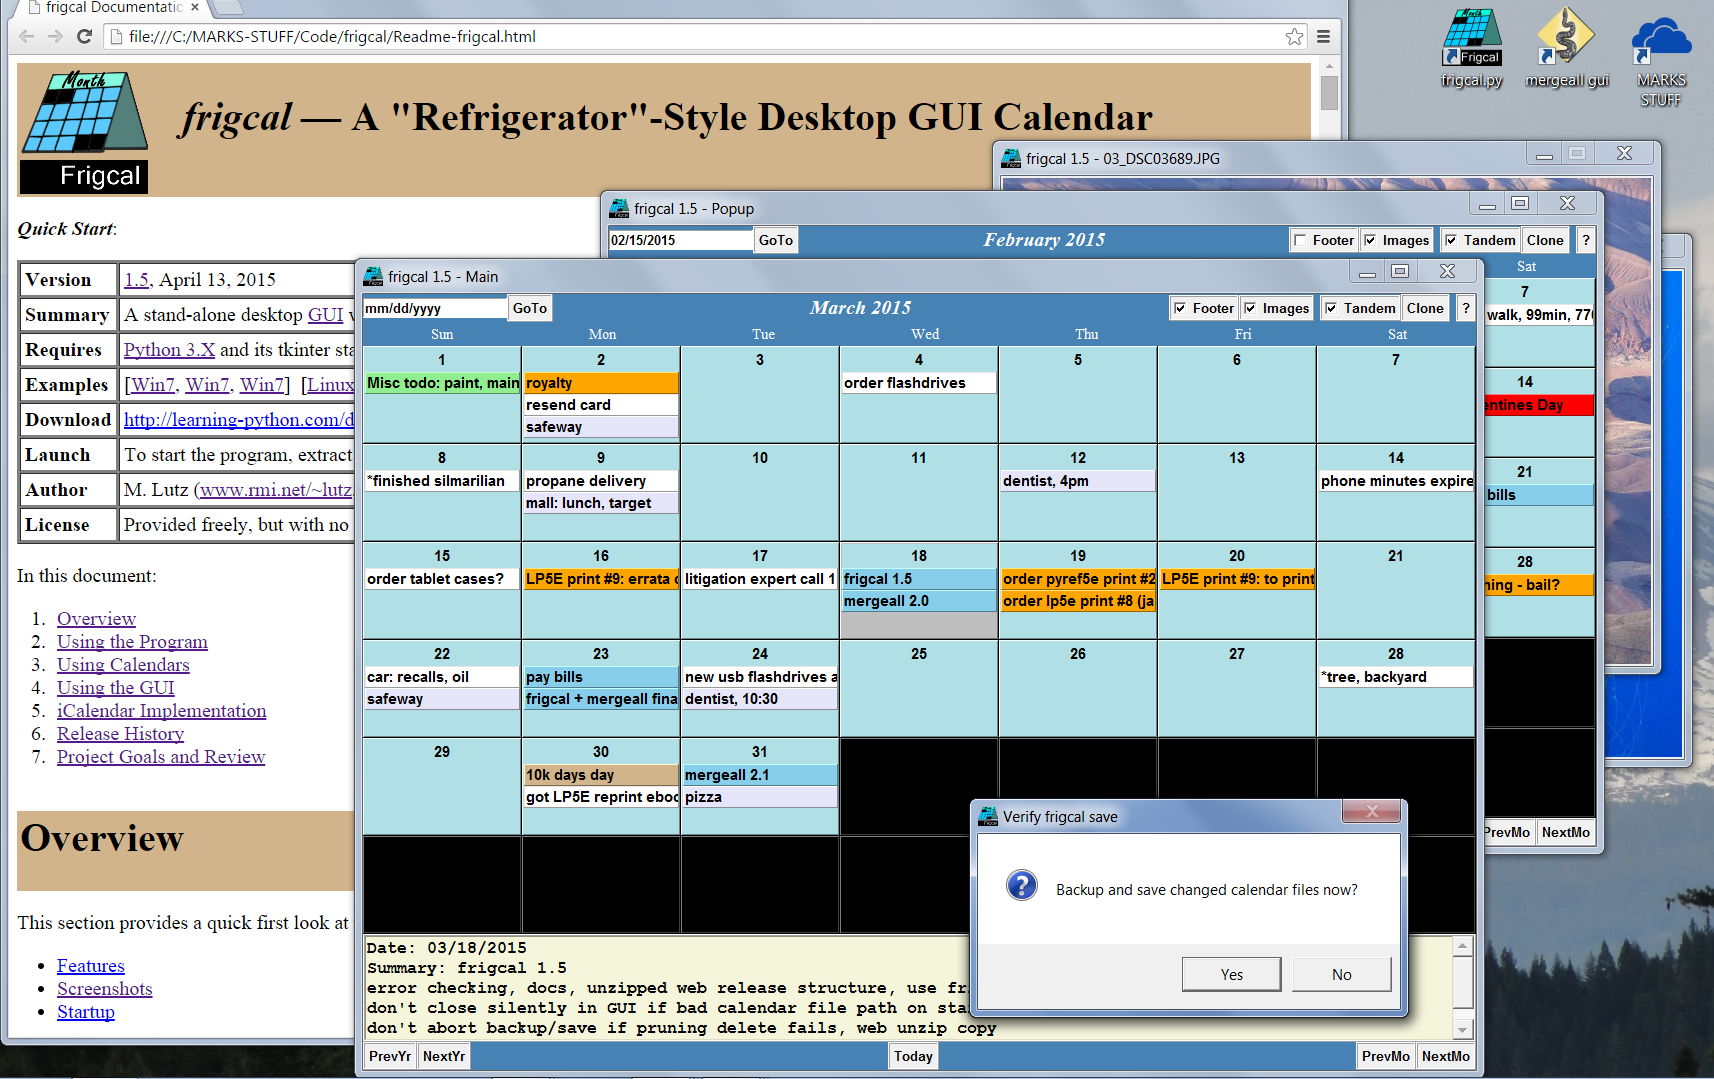 frigcal Documentatic
file:///C:/MARKS-STUFF/Code/frigcal/Readme-frigcal.html
Month
Frigcal
frigcal — A "Refrigerator"-Style Desktop GUI Calendar
Quick Start:
Version 1.5, April 13, 2015
Summary A stand-alone desktop GUI
Requires Python 3.X and its tkinter sta
Examples [Win7, Win7, Win7] [Linux
Download http://learning-python.com/d
Launch To start the program, extract
Author M. Lutz (www.rmi.net/~lutz
License Provided freely, but with no
In this document:
1. Overview
2. Using the Program
3. Using Calendars
4. Using the GUI
5. iCalendar Implementation
6. Release History
7. Project Goals and Review
Overview
This section provides a quick first look at
• Features
• Screenshots
• Startup
Month
Frigcal
frigcal.py
mergeall gui
MARKS
STUFF
frigcal 1.5 - 03_DSC03689.JPG
frigcal 1.5 - Popup
02/15/2015 GoTo February 2015 Footer Images Tandem Clone ?
Sat
7
walk, 99min, 770
14
entines Day
21
bills
28
ning - bail?
PrevMo NextMo
frigcal 1.5 - Main
mm/dd/yyyy GoTo March 2015 Footer Images Tandem Clone ?
Sun Mon Tue Wed Thu Fri Sat
1 2 3 4 5 6 7
Misc todo: paint, main royalty order flashdrives
resend card
safeway
8 9 10 11 12 13 14
*finished silmarilian propane delivery dentist, 4pm phone minutes expire
mall: lunch, target
15 16 17 18 19 20 21
order tablet cases? LP5E print #9: errata c litigation expert call 1 frigcal 1.5 order pyref5e print #2 LP5E print #9: to print
mergeall 2.0 order lp5e print #8 (ja
22 23 24 25 26 27 28
car: recalls, oil pay bills new usb flashdrives a *tree, backyard
safeway frigcal + mergeall fina dentist, 10:30
29 30 31
10k days day mergeall 2.1
got LP5E reprint eboo pizza
Date: 03/18/2015
Summary: frigcal 1.5
error checking, docs, unzipped web release structure, use fr
don't close silently in GUI if bad calendar file path on sta
don't abort backup/save if pruning delete fails, web unzip copy
PrevYr NextYr Today PrevMo NextMo
Verify frigcal save
Backup and save changed calendar files now?
Yes No